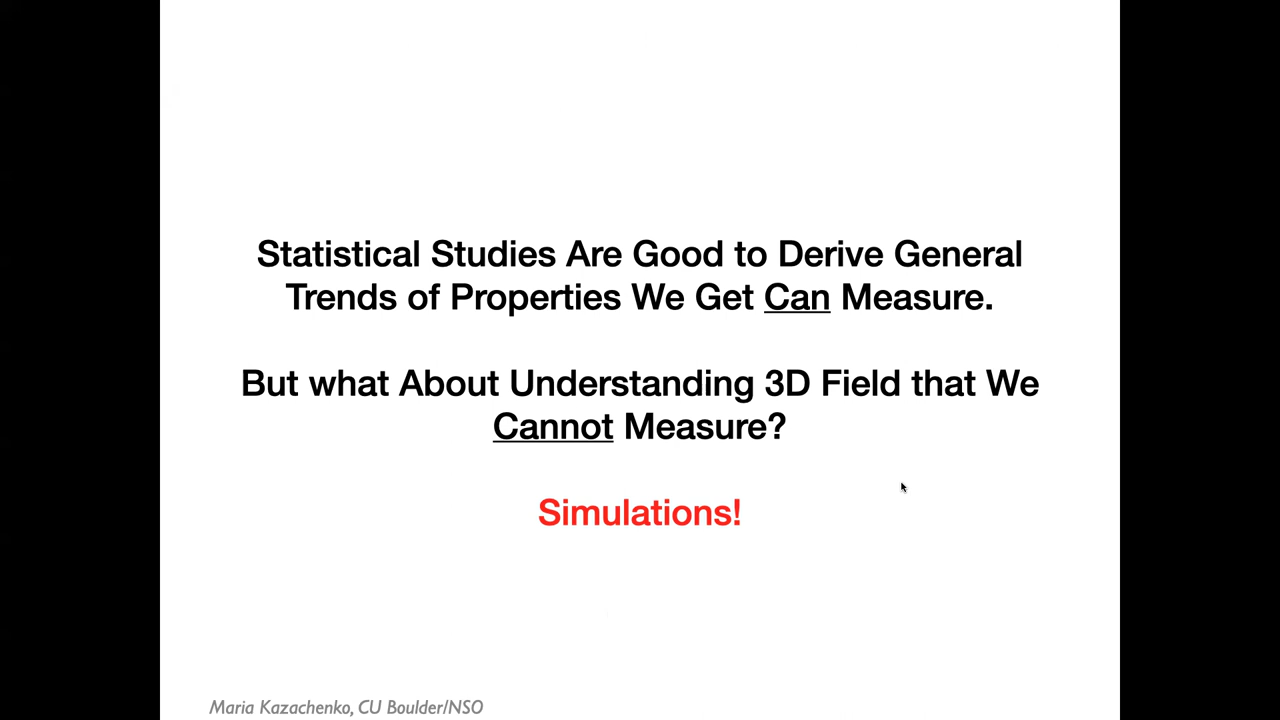 Statistical Studies Are Good to Derive General
Trends of Properties We Get Can Measure.
But what About Understanding 3D Field that We
Cannot Measure?
Simulations!
Maria Kazachenko, CU Boulder/NSO